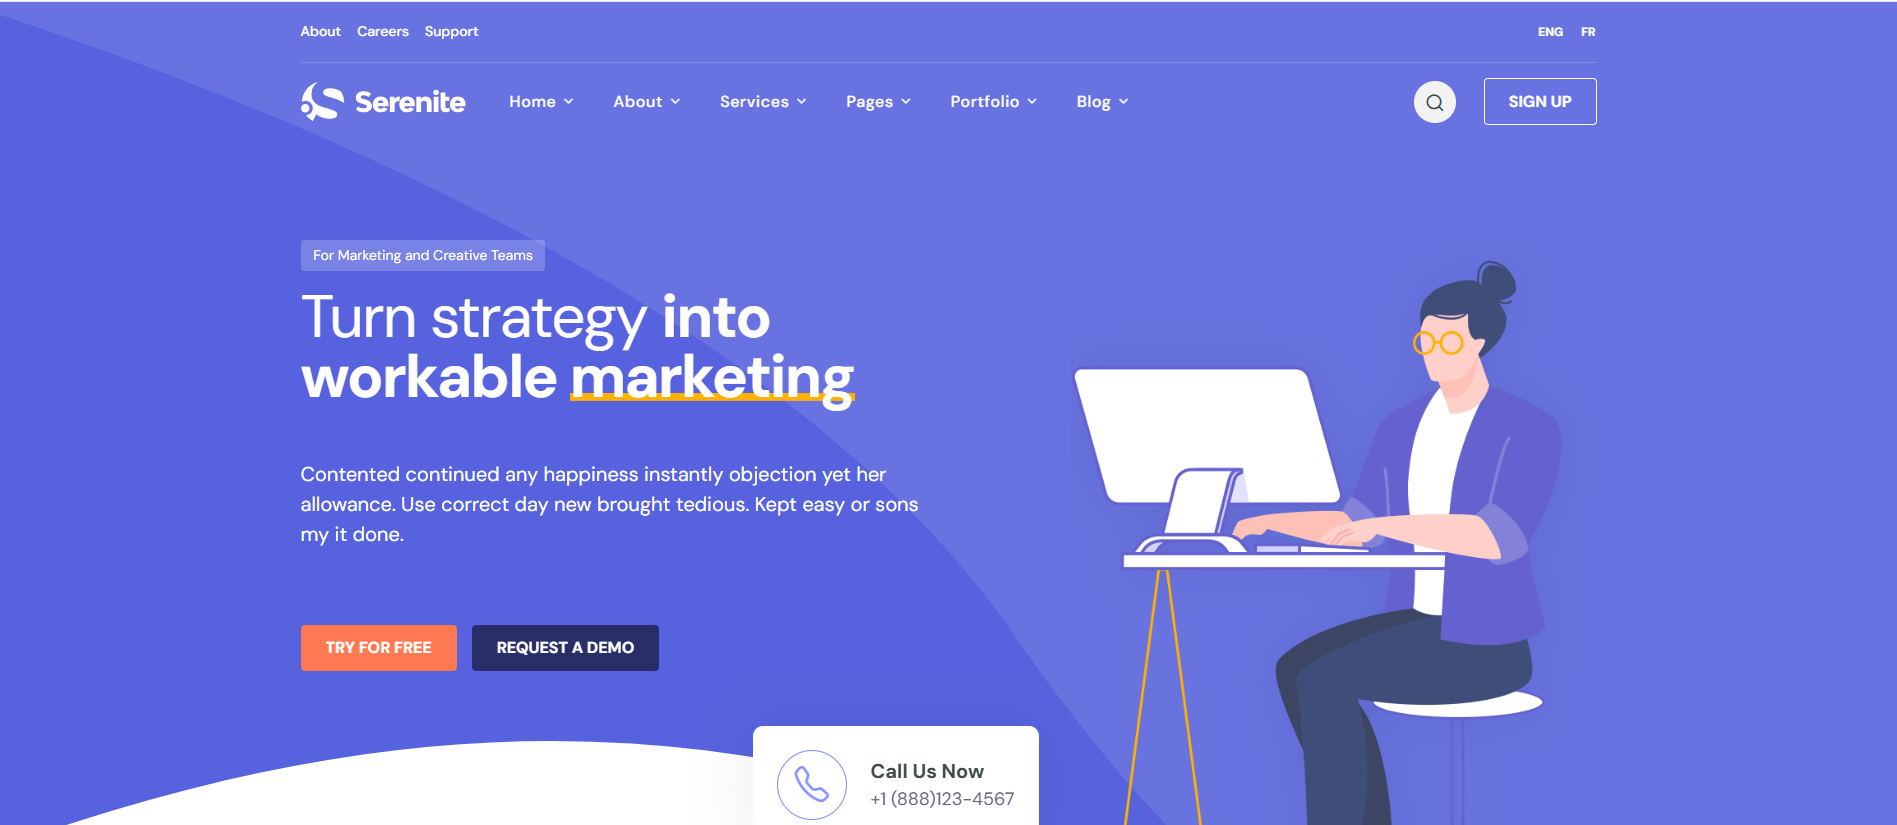 About Careers Support
ENG FR
Serenite
Home About Services Pages Portfolio Blog
SIGN UP
For Marketing and Creative Teams
Turn strategy into
workable marketing
Contented continued any happiness instantly objection yet her
allowance. Use correct day new brought tedious. Kept easy or sons
my it done.
TRY FOR FREE
REQUEST A DEMO
Call Us Now
+1 (888)123-4567